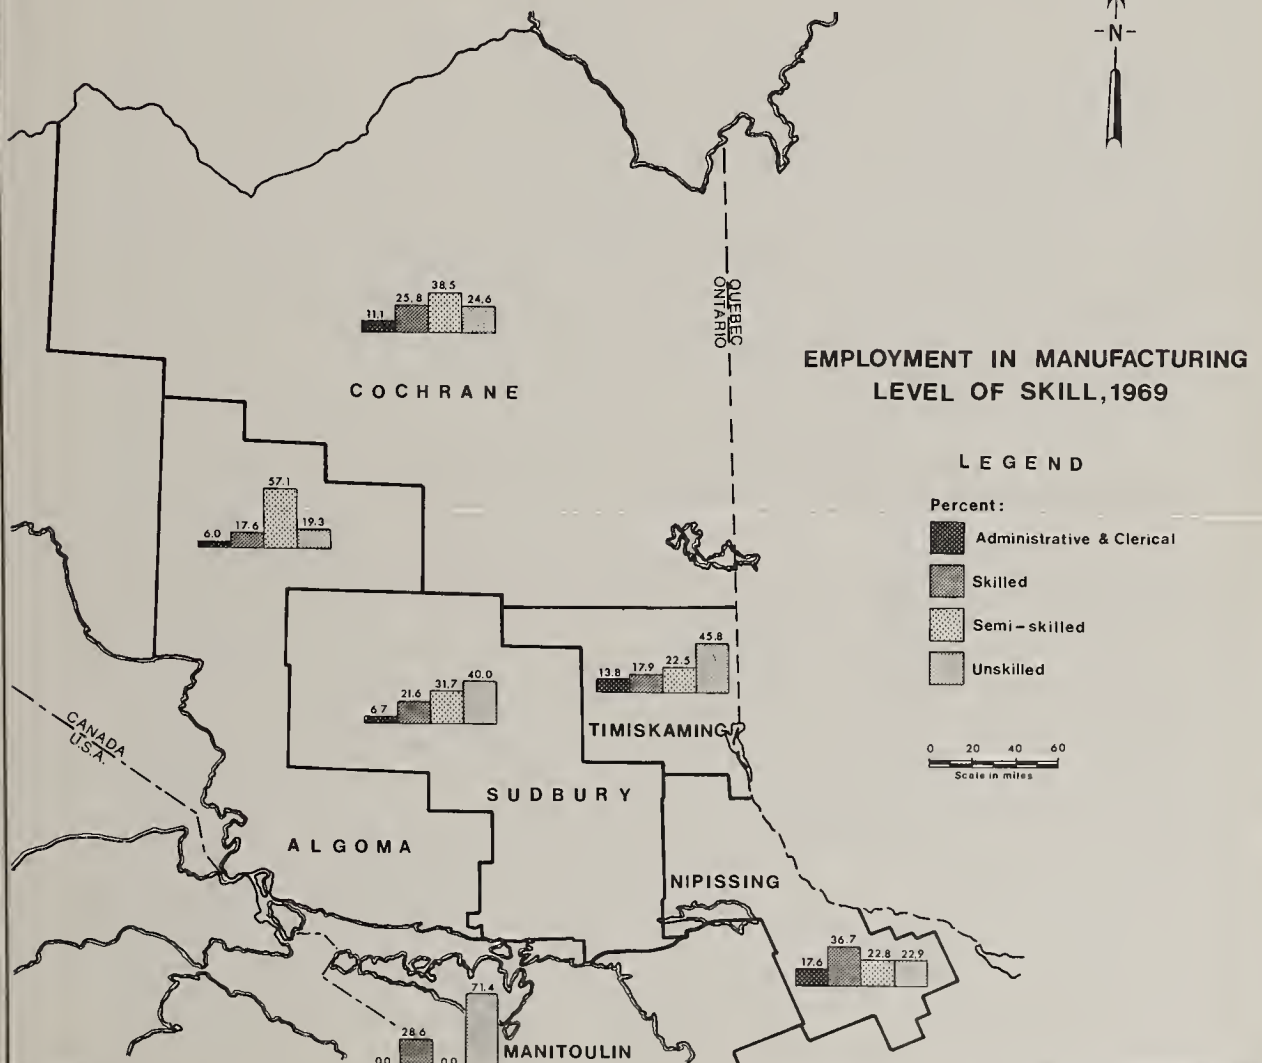 -N-
QUEBEC
ONTARIO
EMPLOYMENT IN MANUFACTURING
LEVEL OF SKILL, 1969
LEGEND
Percent:
Administrative & Clerical
Skilled
Semi-skilled
Unskilled
0 20 40 60
Scale in miles
11.1 25.8 38.5 24.6
COCHRANE
6.0 17.6 57.1 19.3
ALGOMA
6.7 21.6 31.7 40.0
SUDBURY
13.8 17.9 22.5 45.8
TIMISKAMING
CANADA
U.S.A.
NIPISSING
17.6 36.7 22.8 22.9
0.0 28.6 0.0 71.4
MANITOULIN